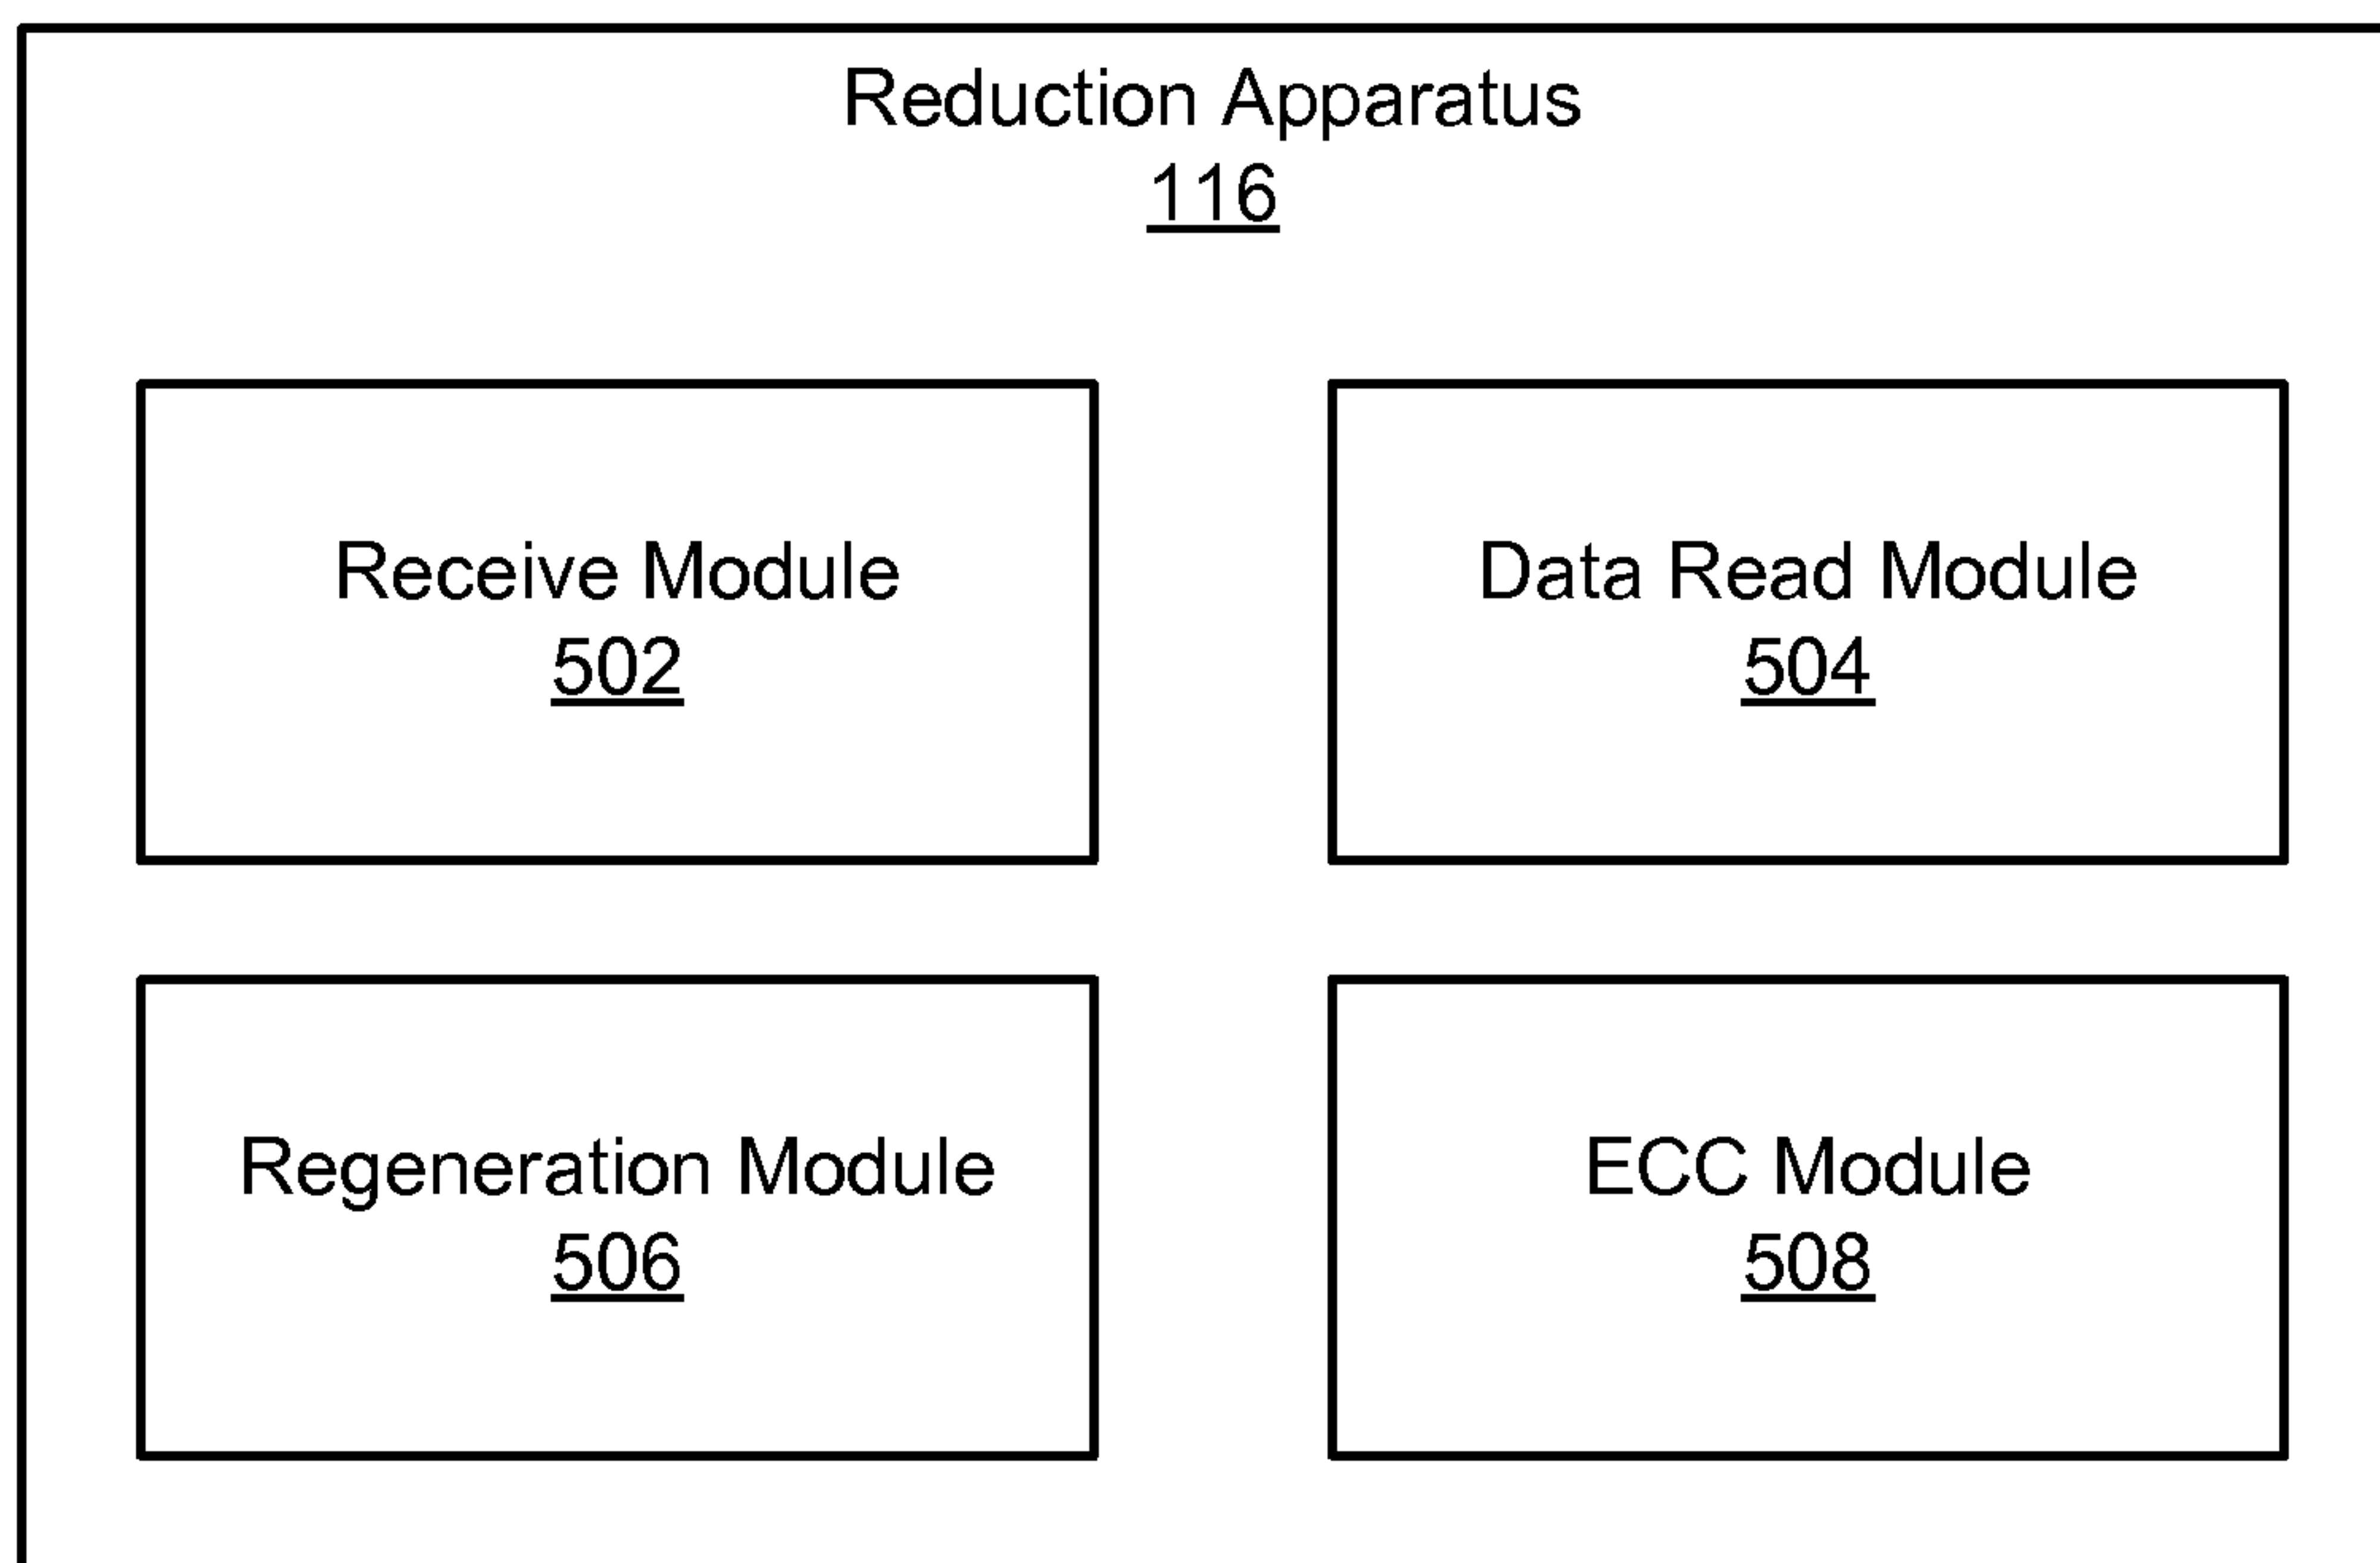 Reduction Apparatus
116
Receive Module
502
Data Read Module
504
Regeneration Module
506
ECC Module
508